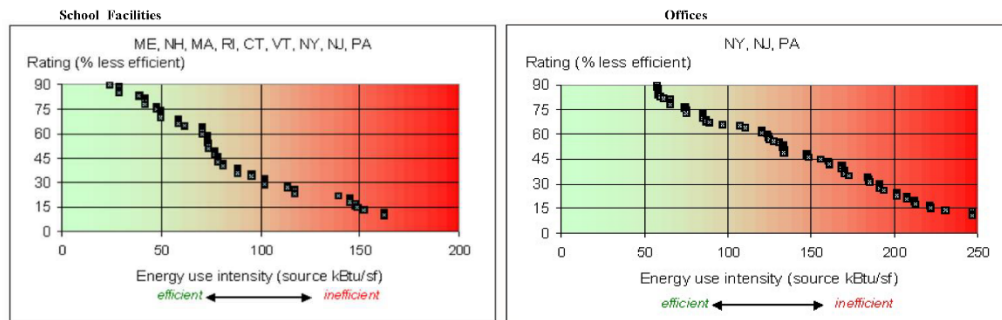 School Facilities
ME, NH, MA, RI, CT, VT, NY, NJ, PA
Rating (% less efficient)
90
75
60
45
30
15
0
0 50 100 150 200
Energy use intensity (source kBtu/sf)
efficient inefficient
Offices
NY, NJ, PA
Rating (% less efficient)
90
75
60
45
30
15
0
0 50 100 150 200 250
Energy use intensity (source kBtu/sf)
efficient inefficient